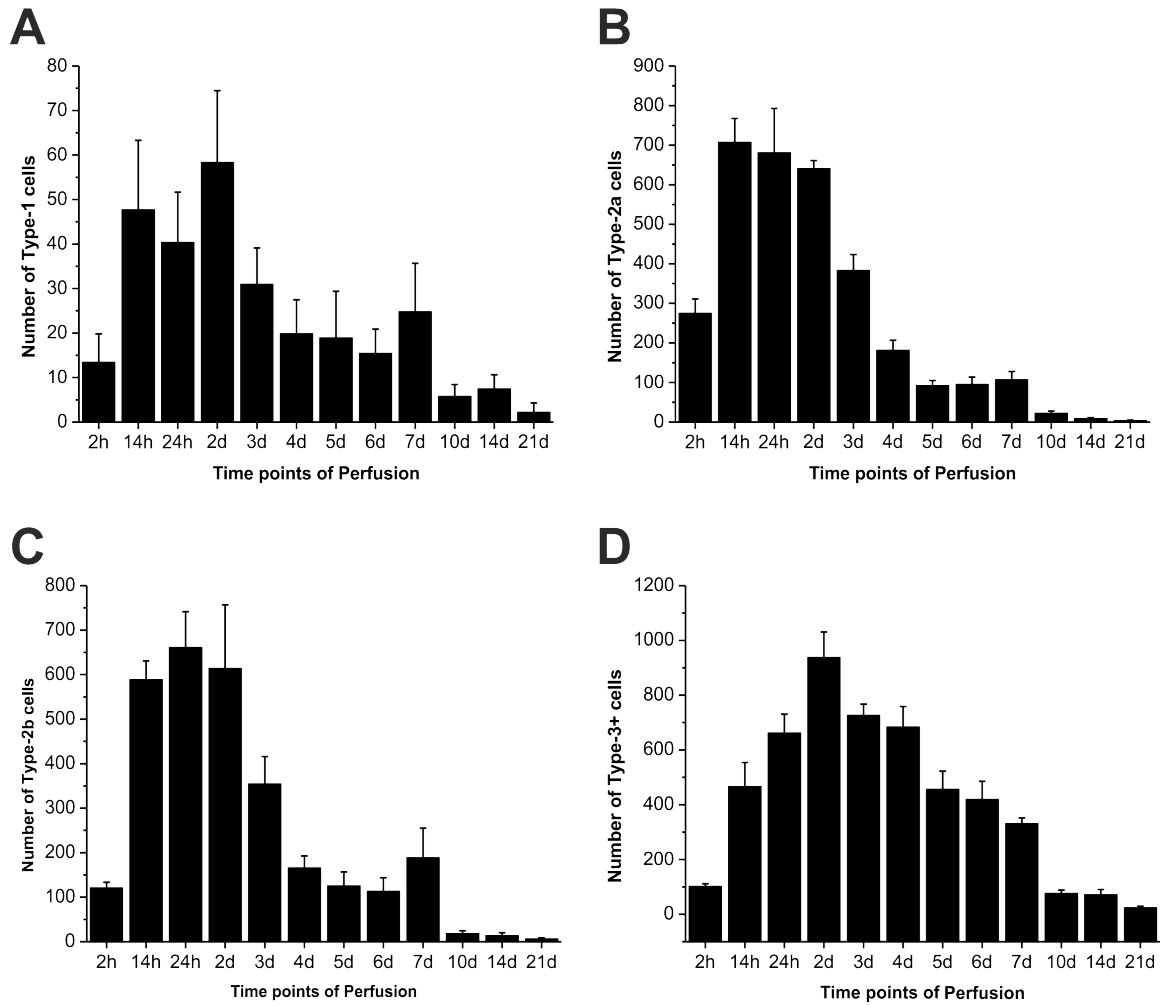 A
Number of Type-1 cells
80
70
60
50
40
30
20
10
0
2h 14h 24h 2d 3d 4d 5d 6d 7d 10d 14d 21d
Time points of Perfusion
B
Number of Type-2a cells
900
800
700
600
500
400
300
200
100
0
2h 14h 24h 2d 3d 4d 5d 6d 7d 10d 14d 21d
Time points of Perfusion
C
Number of Type-2b cells
800
700
600
500
400
300
200
100
0
2h 14h 24h 2d 3d 4d 5d 6d 7d 10d 14d 21d
Time points of Perfusion
D
Number of Type-3+ cells
1200
1000
800
600
400
200
0
2h 14h 24h 2d 3d 4d 5d 6d 7d 10d 14d 21d
Time points of Perfusion